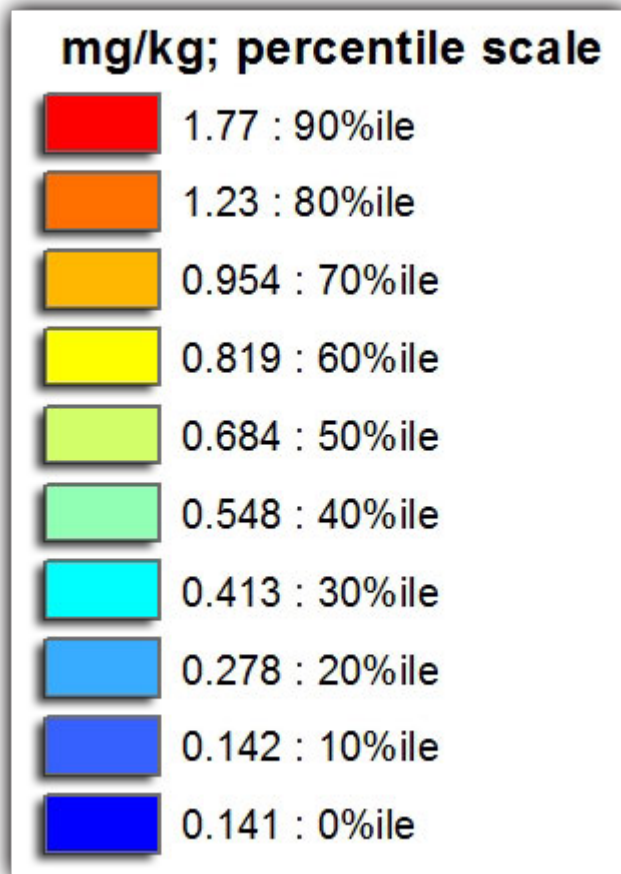 mg/kg; percentile scale
1.77 : 90%ile
1.23 : 80%ile
0.954 : 70%ile
0.819 : 60%ile
0.684 : 50%ile
0.548 : 40%ile
0.413 : 30%ile
0.278 : 20%ile
0.142 : 10%ile
0.141 : 0%ile